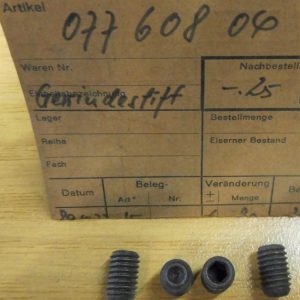 Artikel
077 608 04
Waren Nr.
Nachbestell
Gewindestift
-.25
Lager
Bestellmenge
Reihe
Eiserner Bestand
Fach
Datum
Beleg-
Veränderung
Be
Art*
Nr.
±
Menge